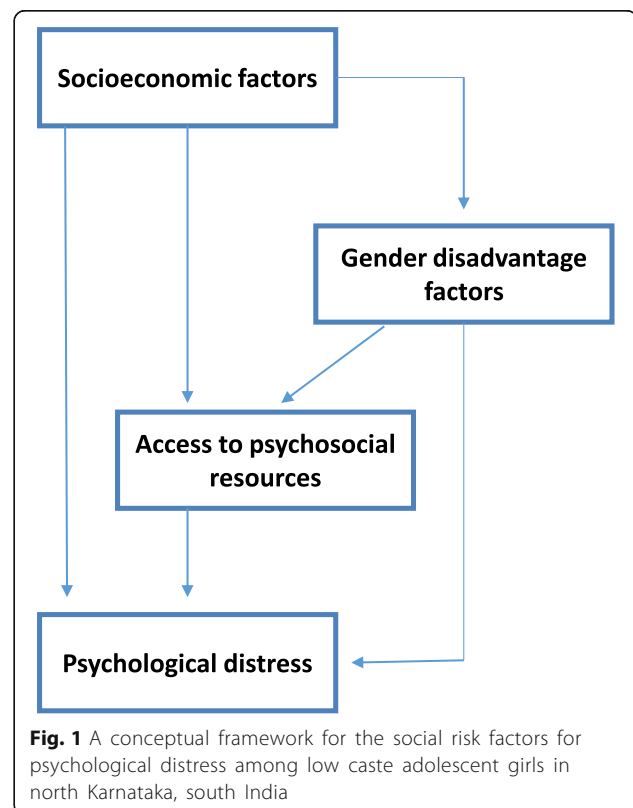 Socioeconomic factors
Gender disadvantage
factors
Access to psychosocial
resources
Psychological distress
Fig. 1 A conceptual framework for the social risk factors for
psychological distress among low caste adolescent girls in
north Karnataka, south India